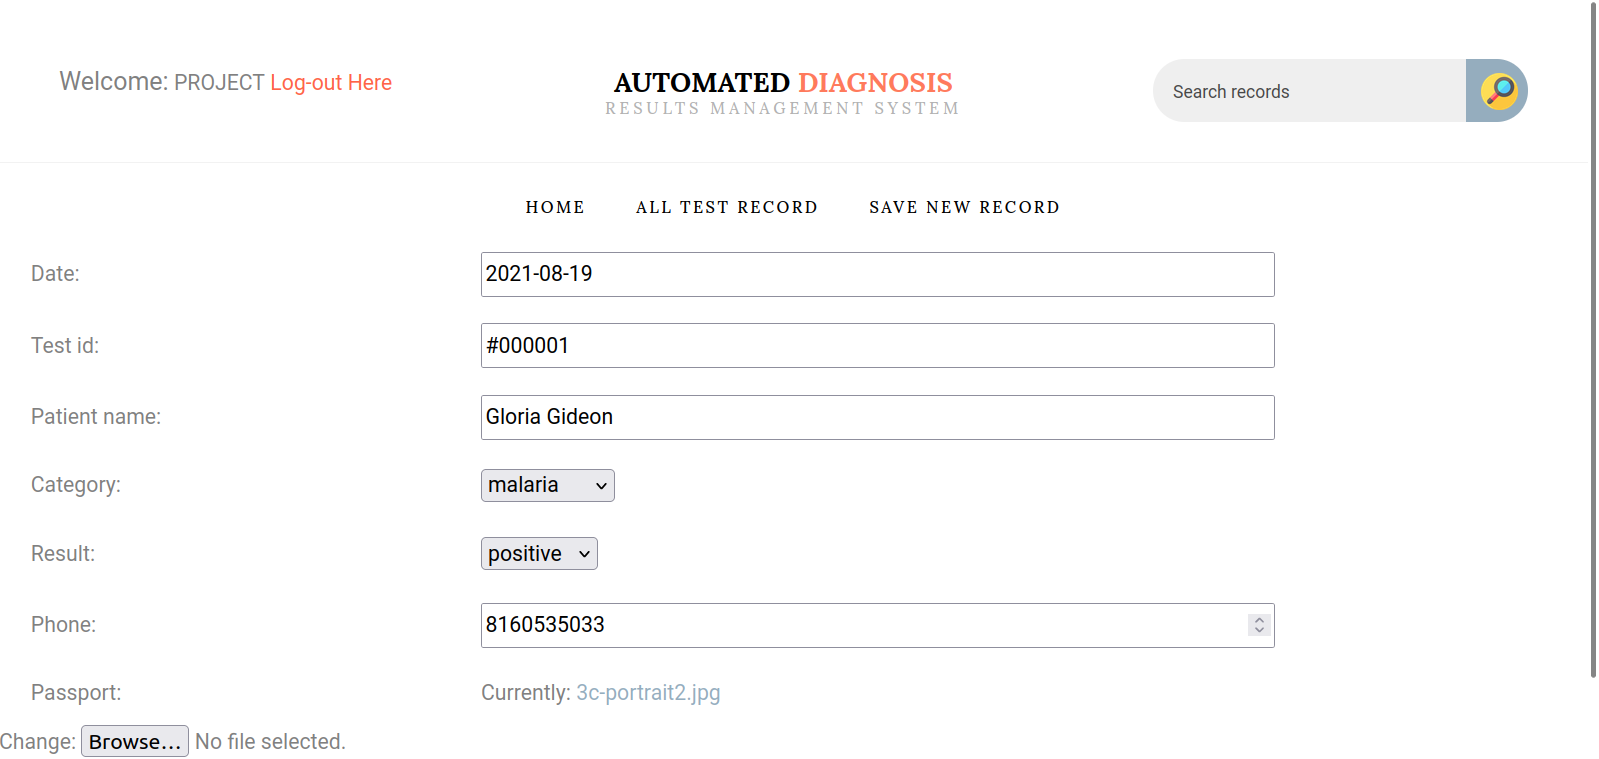 Welcome: PROJECT Log-out Here
AUTOMATED DIAGNOSIS
RESULTS MANAGEMENT SYSTEM
Search records
HOME ALL TEST RECORD SAVE NEW RECORD
Date: 2021-08-19
Test id: #000001
Patient name: Gloria Gideon
Category: malaria
Result: positive
Phone: 8160535033
Passport: Currently: 3c-portrait2.jpg
Change: Browse... No file selected.